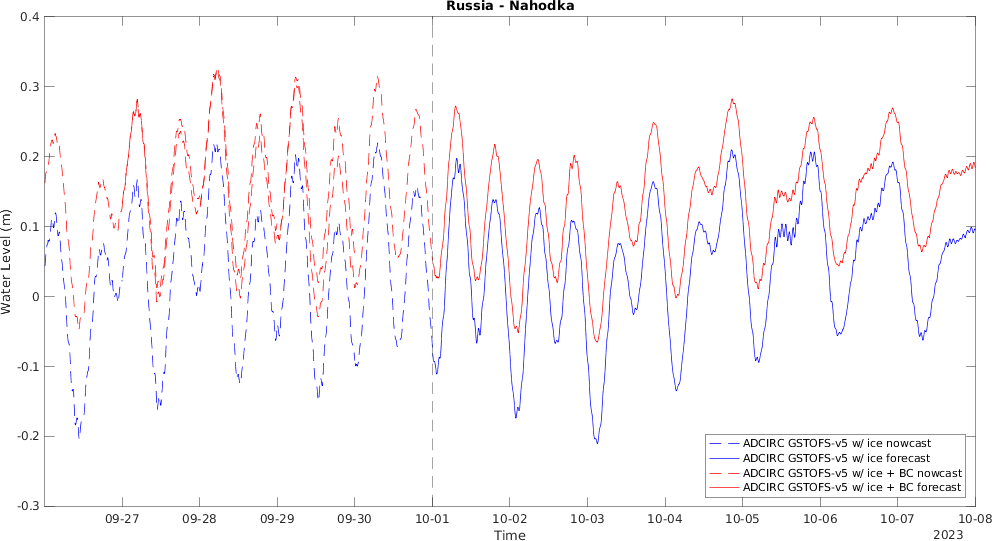 Russia - Nahodka
0.4
0.3
0.2
0.1
0
-0.1
-0.2
-0.3
Water Level (m)
ADCIRC GSTOFS-v5 w/ ice nowcast
ADCIRC GSTOFS-v5 w/ ice forecast
ADCIRC GSTOFS-v5 w/ ice + BC nowcast
ADCIRC GSTOFS-v5 w/ ice + BC forecast
09-27 09-28 09-29 09-30 10-01 10-02 10-03 10-04 10-05 10-06 10-07 10-08
Time
2023